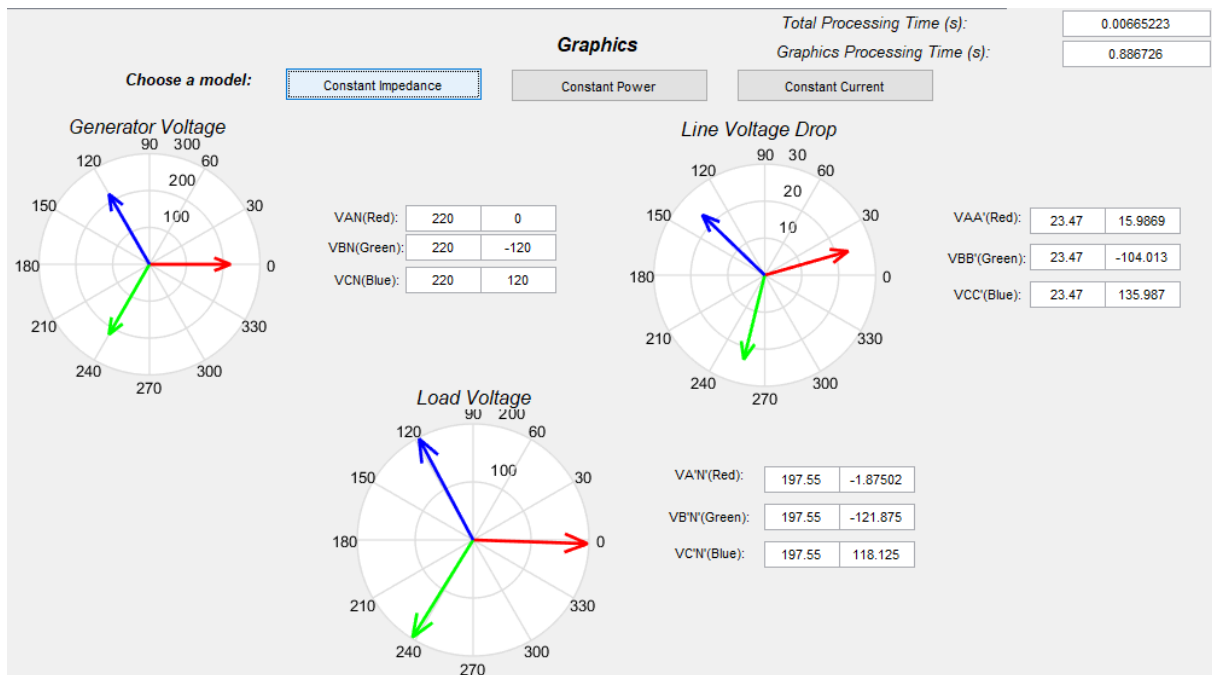 Total Processing Time (s): 0.00665223
Graphics
Graphics Processing Time (s): 0.886726
Choose a model: Constant Impedance Constant Power Constant Current
Generator Voltage
90 300
120 60
200
150 100 30
180 0
210 330
240 300
270
VAN(Red): 220 0
VBN(Green): 220 -120
VCN(Blue): 220 120
Line Voltage Drop
90 30
120 60
20
150 10 30
180 0
210 330
240 300
270
VAA'(Red): 23.47 15.9869
VBB'(Green): 23.47 -104.013
VCC'(Blue): 23.47 135.987
Load Voltage
90 200
120 60
150 100 30
180 0
210 330
240 300
270
VA'N'(Red): 197.55 -1.87502
VB'N'(Green): 197.55 -121.875
VC'N'(Blue): 197.55 118.125